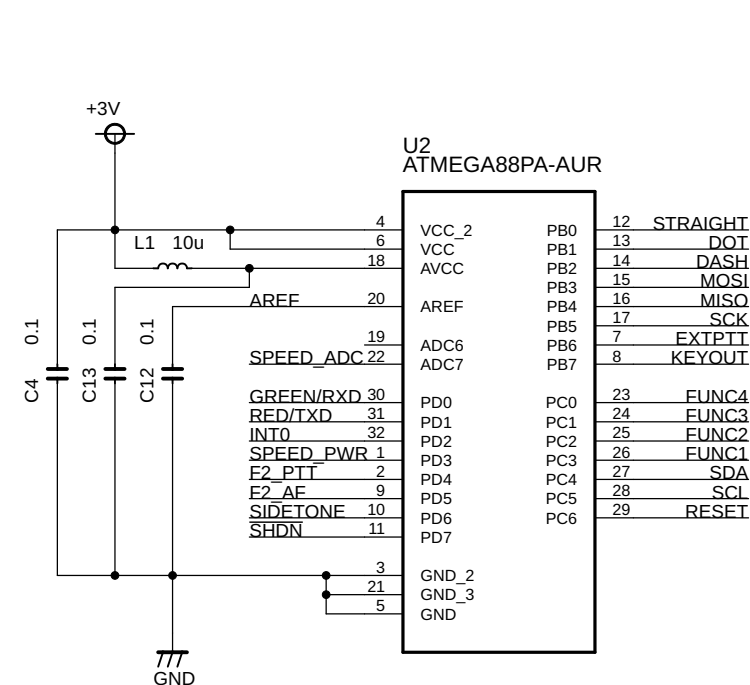 +3V
U2
ATMEGA88PA-AUR
4 VCC_2 PB0 12 STRAIGHT
6 VCC PB1 13 DOT
L1 10u 18 AVCC PB2 14 DASH
PB3 15 MOSI
AREF 20 AREF PB4 16 MISO
PB5 17 SCK
19 ADC6 PB6 7 EXTPTT
SPEED_ADC 22 ADC7 PB7 8 KEYOUT
C4 0.1
C13 0.1
C12 0.1
GREEN/RXD 30 PD0 PC0 23 FUNC4
RED/TXD 31 PD1 PC1 24 FUNC3
INT0 32 PD2 PC2 25 FUNC2
SPEED_PWR 1 PD3 PC3 26 FUNC1
F2_PTT 2 PD4 PC4 27 SDA
F2_AF 9 PD5 PC5 28 SCL
SIDETONE 10 PD6 PC6 29 RESET
SHDN 11 PD7
3 GND_2
21 GND_3
5 GND
GND